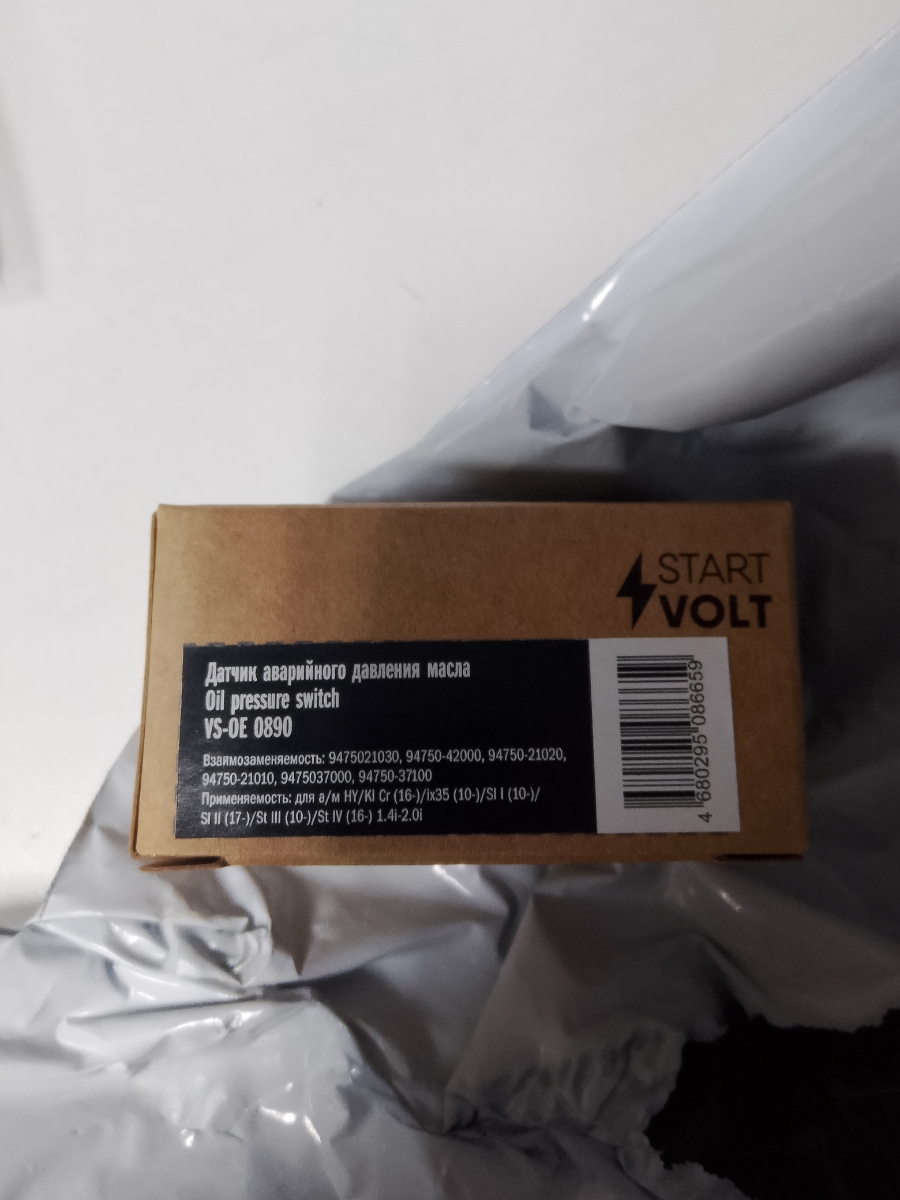 START
VOLT
Датчик аварийного давления масла
Oil pressure switch
VS-OE 0890
Взаимозаменяемость: 9475021030, 94750-42000, 94750-21020,
94750-21010, 9475037000, 94750-37100
Применяемость: для а/м HY/KI Cr (16-)/ix35 (10-)/Sl I (10-)/
Sl II (17-)/St III (10-)/St IV (16-) 1.4i-2.0i
4 680295 086659